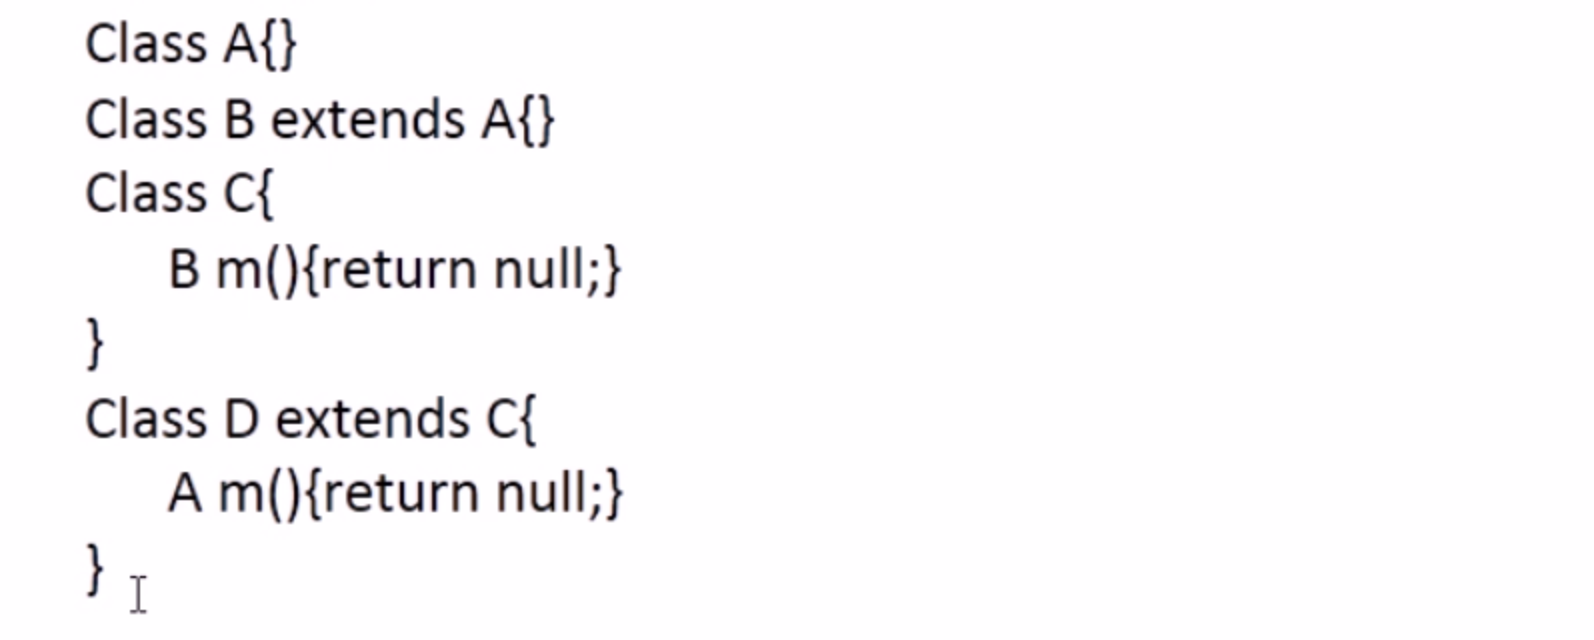 Class A{}
Class B extends A{}
Class C{
B m(){return null;}
}
Class D extends C{
A m(){return null;}
}